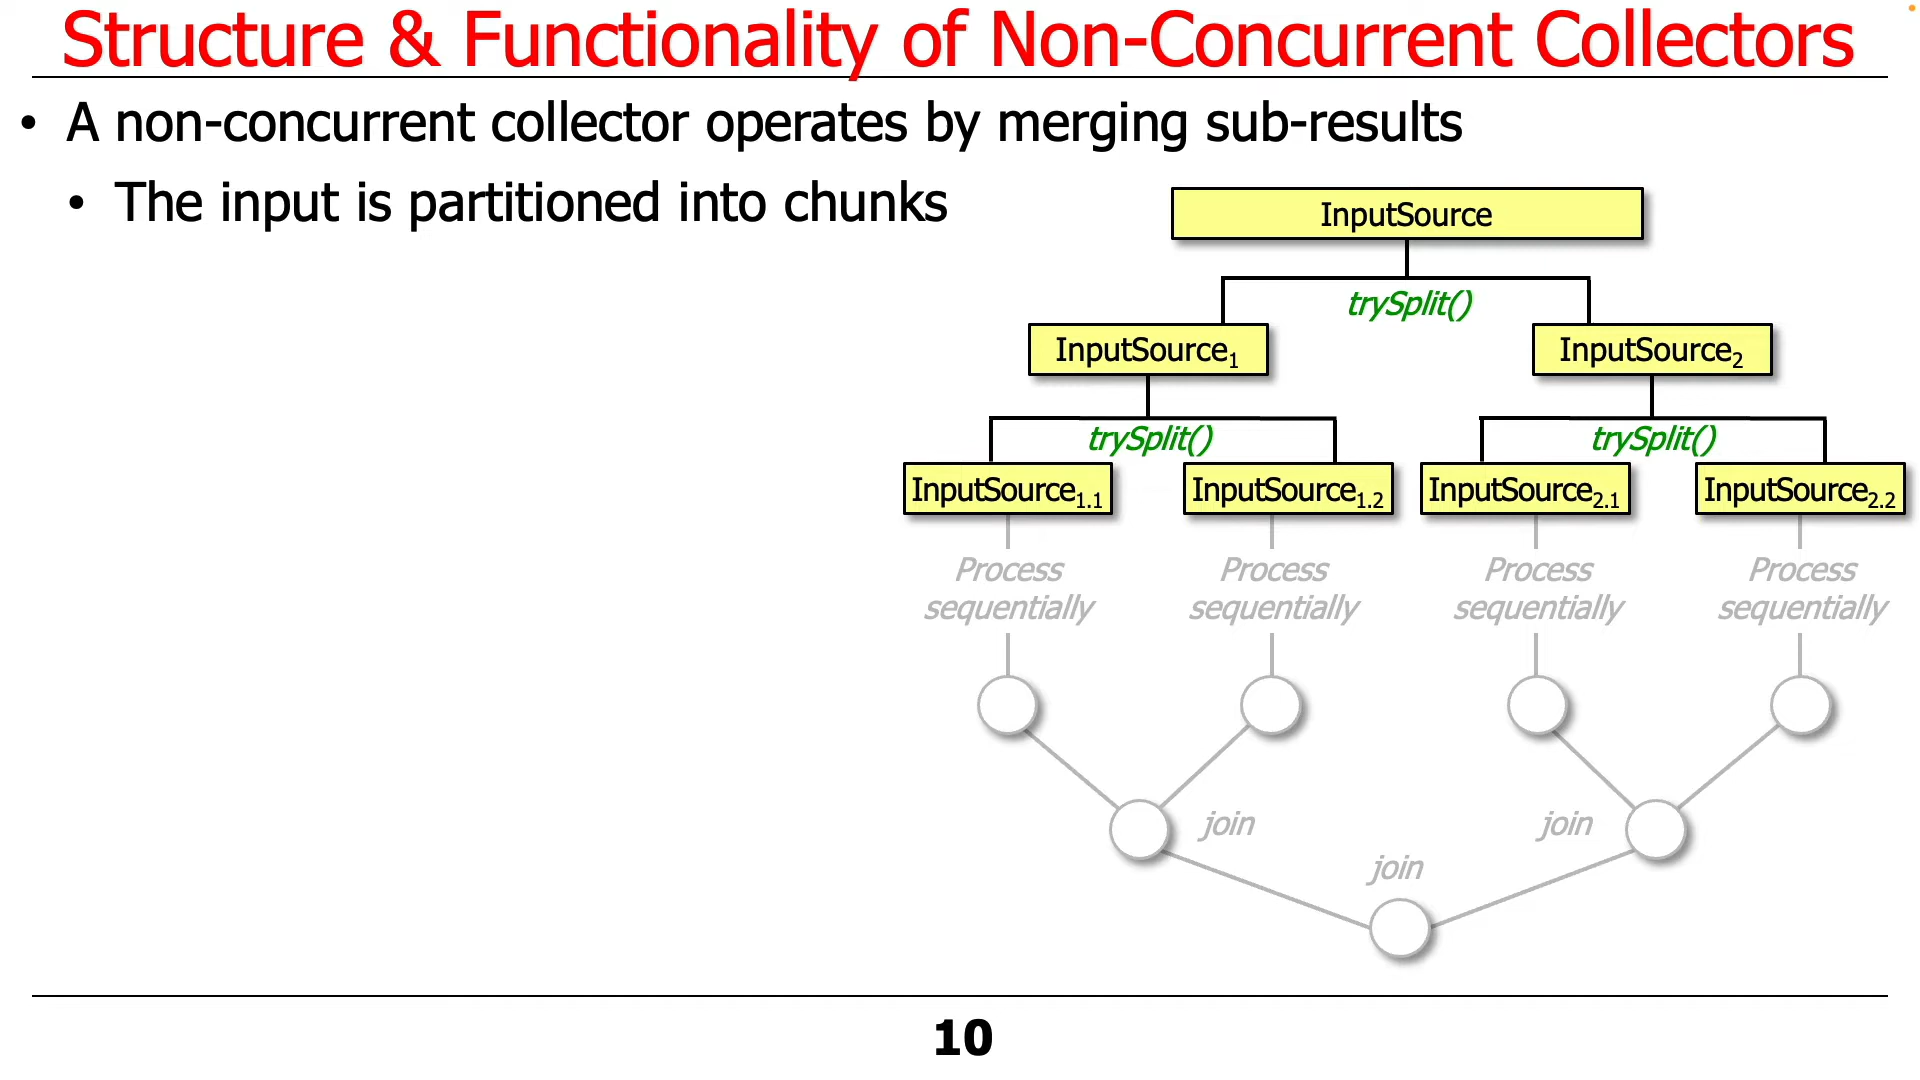 Structure & Functionality of Non-Concurrent Collectors
• A non-concurrent collector operates by merging sub-results
• The input is partitioned into chunks
InputSource
trySplit()
InputSource1 InputSource2
trySplit() trySplit()
InputSource1.1 InputSource1.2 InputSource2.1 InputSource2.2
Process Process Process Process
sequentially sequentially sequentially sequentially
join join
join
10